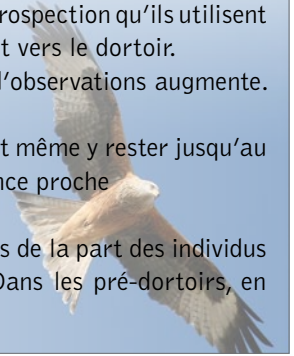 rospection qu'ils utilisent
t vers le dortoir.
d'observations augmente.
t même y rester jusqu'au
nce proche
s de la part des individus
Dans les pré-dortoirs, en